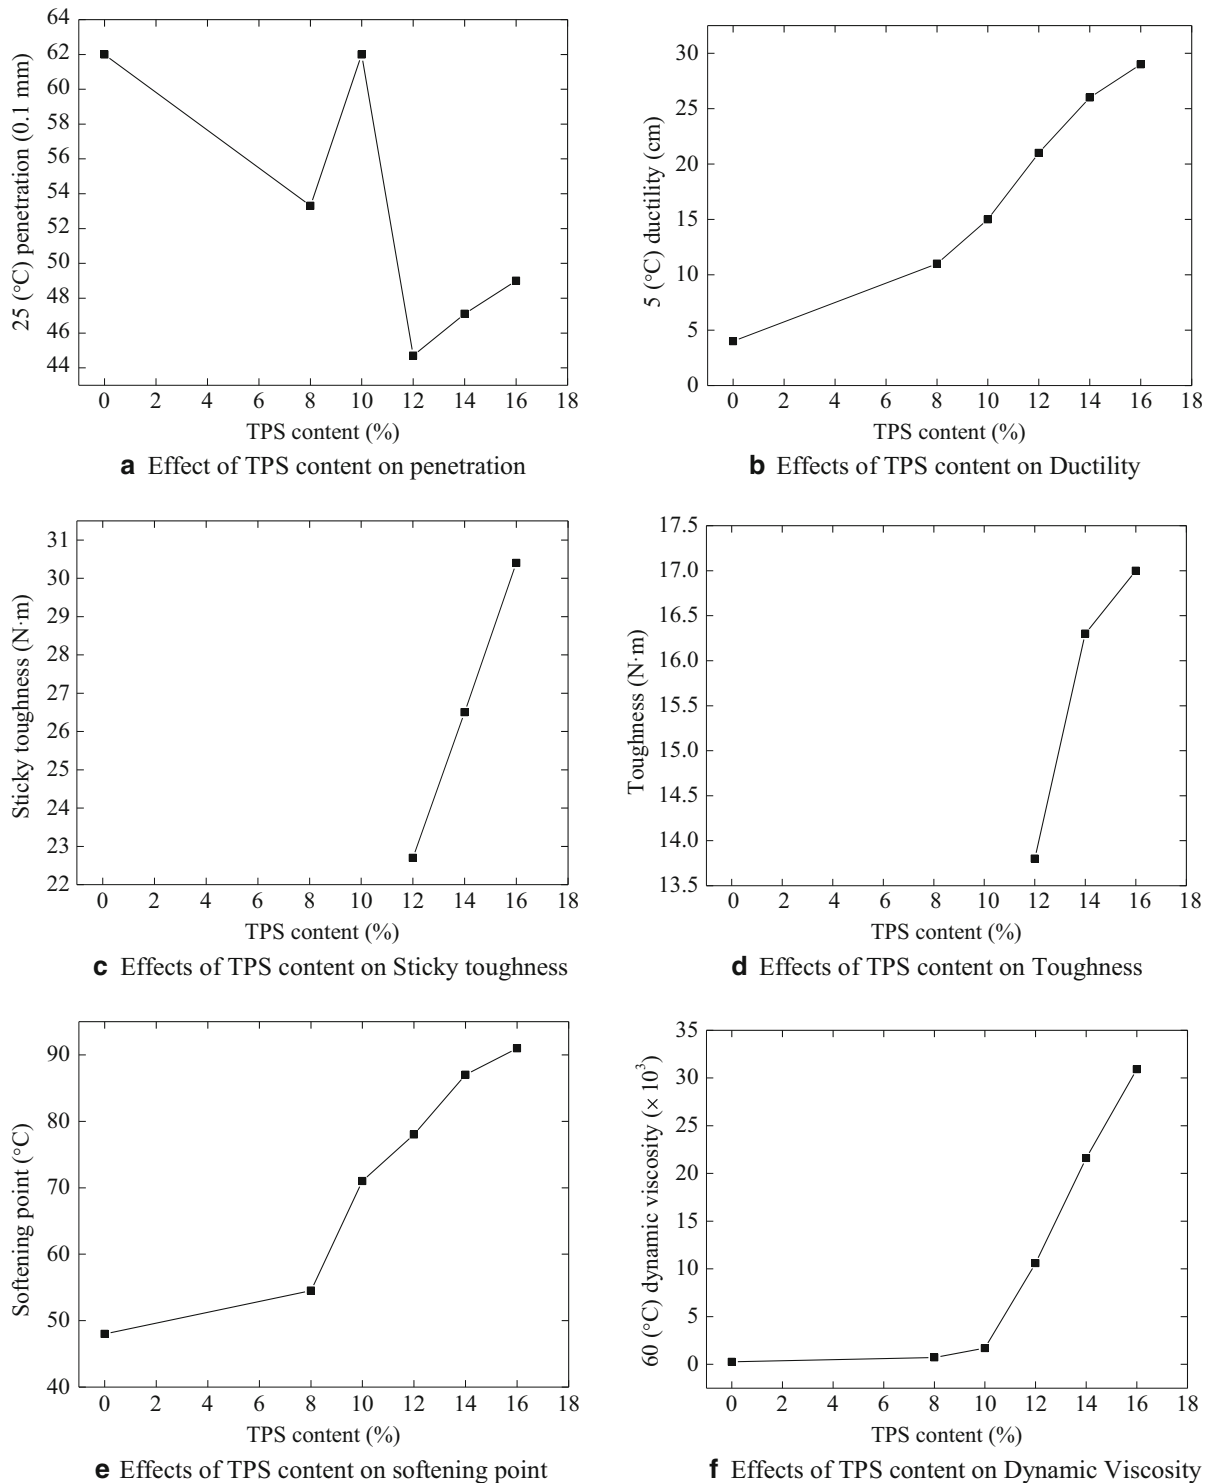 64
62
60
58
56
54
52
50
48
46
44
25 (°C) penetration (0.1 mm)
0 2 4 6 8 10 12 14 16 18
TPS content (%)
a Effect of TPS content on penetration
30
25
20
15
10
5
0
5 (°C) ductility (cm)
0 2 4 6 8 10 12 14 16 18
TPS content (%)
b Effects of TPS content on Ductility
31
30
29
28
27
26
25
24
23
22
Sticky toughness (N·m)
0 2 4 6 8 10 12 14 16 18
TPS content (%)
c Effects of TPS content on Sticky toughness
17.5
17.0
16.5
16.0
15.5
15.0
14.5
14.0
13.5
Toughness (N·m)
0 2 4 6 8 10 12 14 16 18
TPS content (%)
d Effects of TPS content on Toughness
90
80
70
60
50
40
Softening point (°C)
0 2 4 6 8 10 12 14 16 18
TPS content (%)
e Effects of TPS content on softening point
35
30
25
20
15
10
5
0
60 (°C) dynamic viscosity (× 10³)
0 2 4 6 8 10 12 14 16 18
TPS content (%)
f Effects of TPS content on Dynamic Viscosity